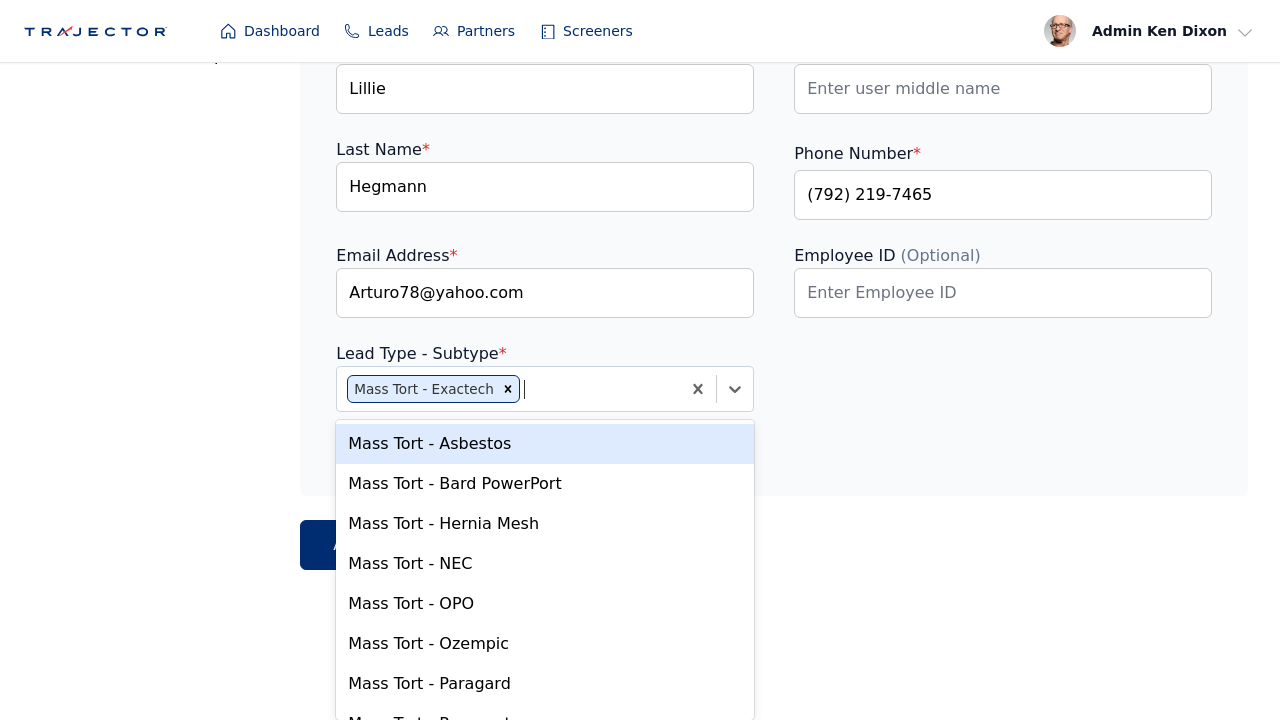 TRAJECTOR
Dashboard
Leads
Partners
Screeners
Admin Ken Dixon
Lillie
Enter user middle name
Last Name*
Phone Number*
Hegmann
(792) 219-7465
Email Address*
Employee ID (Optional)
Arturo78@yahoo.com
Enter Employee ID
Lead Type - Subtype*
Mass Tort - Exactech
Mass Tort - Asbestos
Mass Tort - Bard PowerPort
Mass Tort - Hernia Mesh
Mass Tort - NEC
Mass Tort - OPO
Mass Tort - Ozempic
Mass Tort - Paragard
Mass Tort -